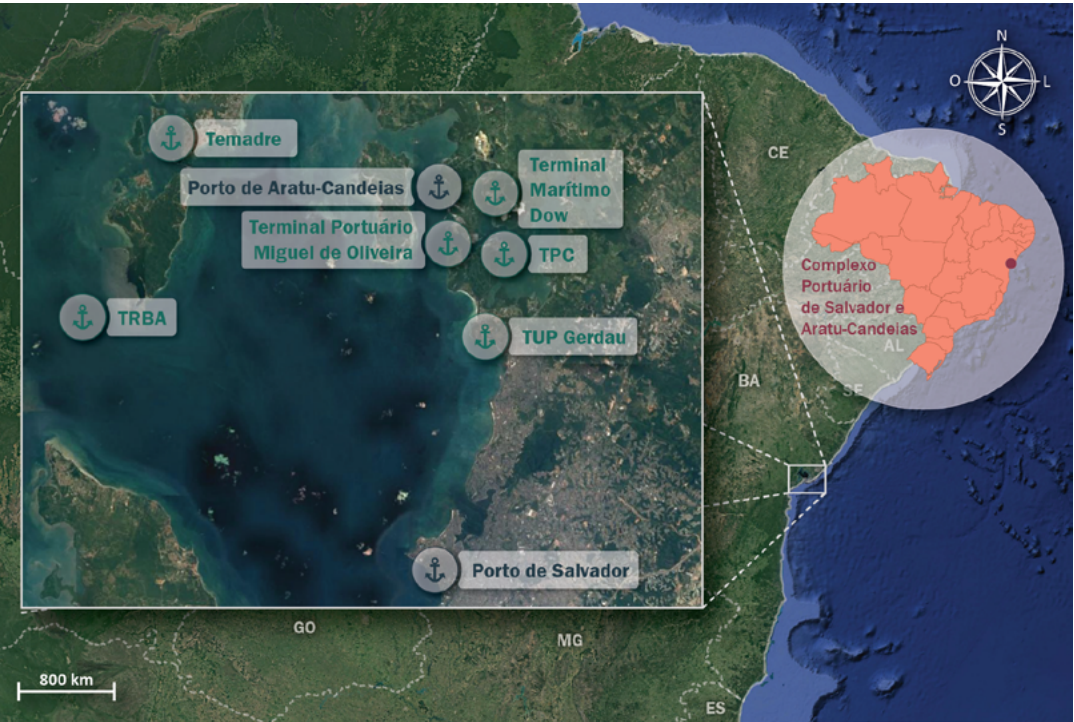 N
O
L
S
CE
Temadre
Porto de Aratu-Candeias
Terminal
Marítimo
Dow
Terminal Portuário
Miguel de Oliveira
TPC
TRBA
TUP Gerdau
Porto de Salvador
Complexo
Portuário
de Salvador e
Aratu-Candeias
AL
BA
SE
GO
MG
ES
800 km